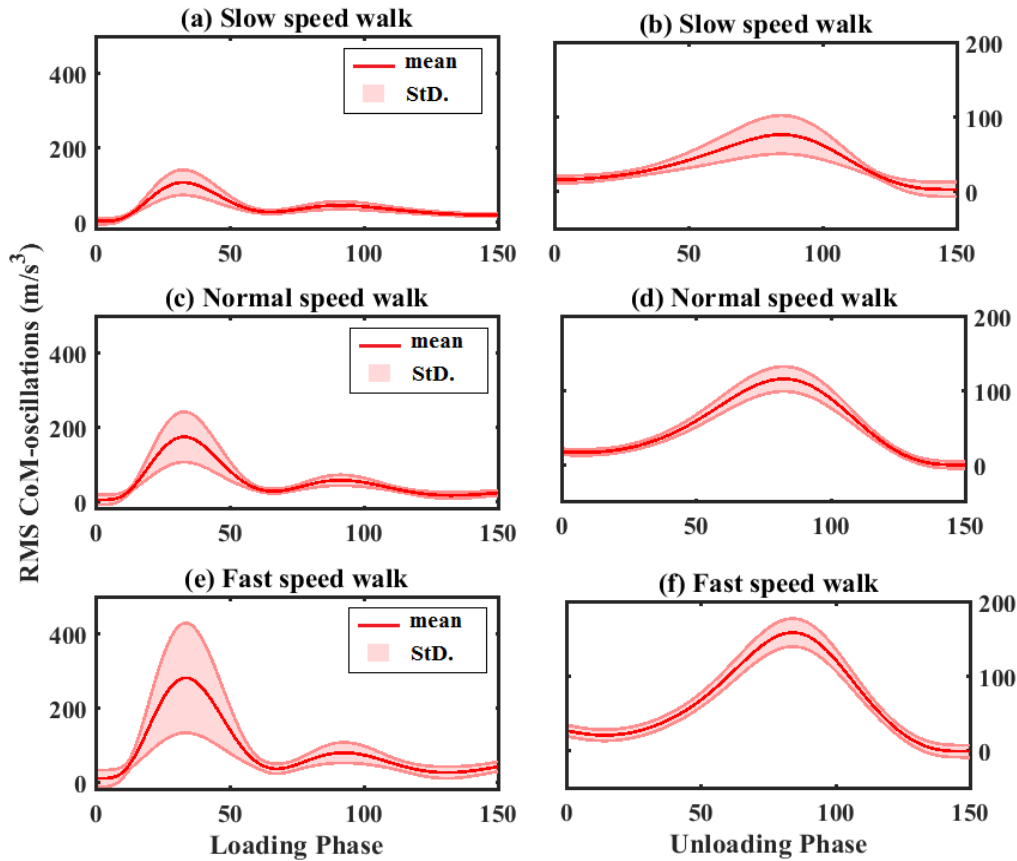 (a) Slow speed walk
(b) Slow speed walk
400
200
0
mean
StD.
200
100
0
0 50 100 150
0 50 100 150
RMS CoM-oscillations (m/s³)
(c) Normal speed walk
(d) Normal speed walk
400
200
0
mean
StD.
200
100
0
0 50 100 150
0 50 100 150
(e) Fast speed walk
(f) Fast speed walk
400
200
0
mean
StD.
200
100
0
0 50 100 150
0 50 100 150
Loading Phase
Unloading Phase